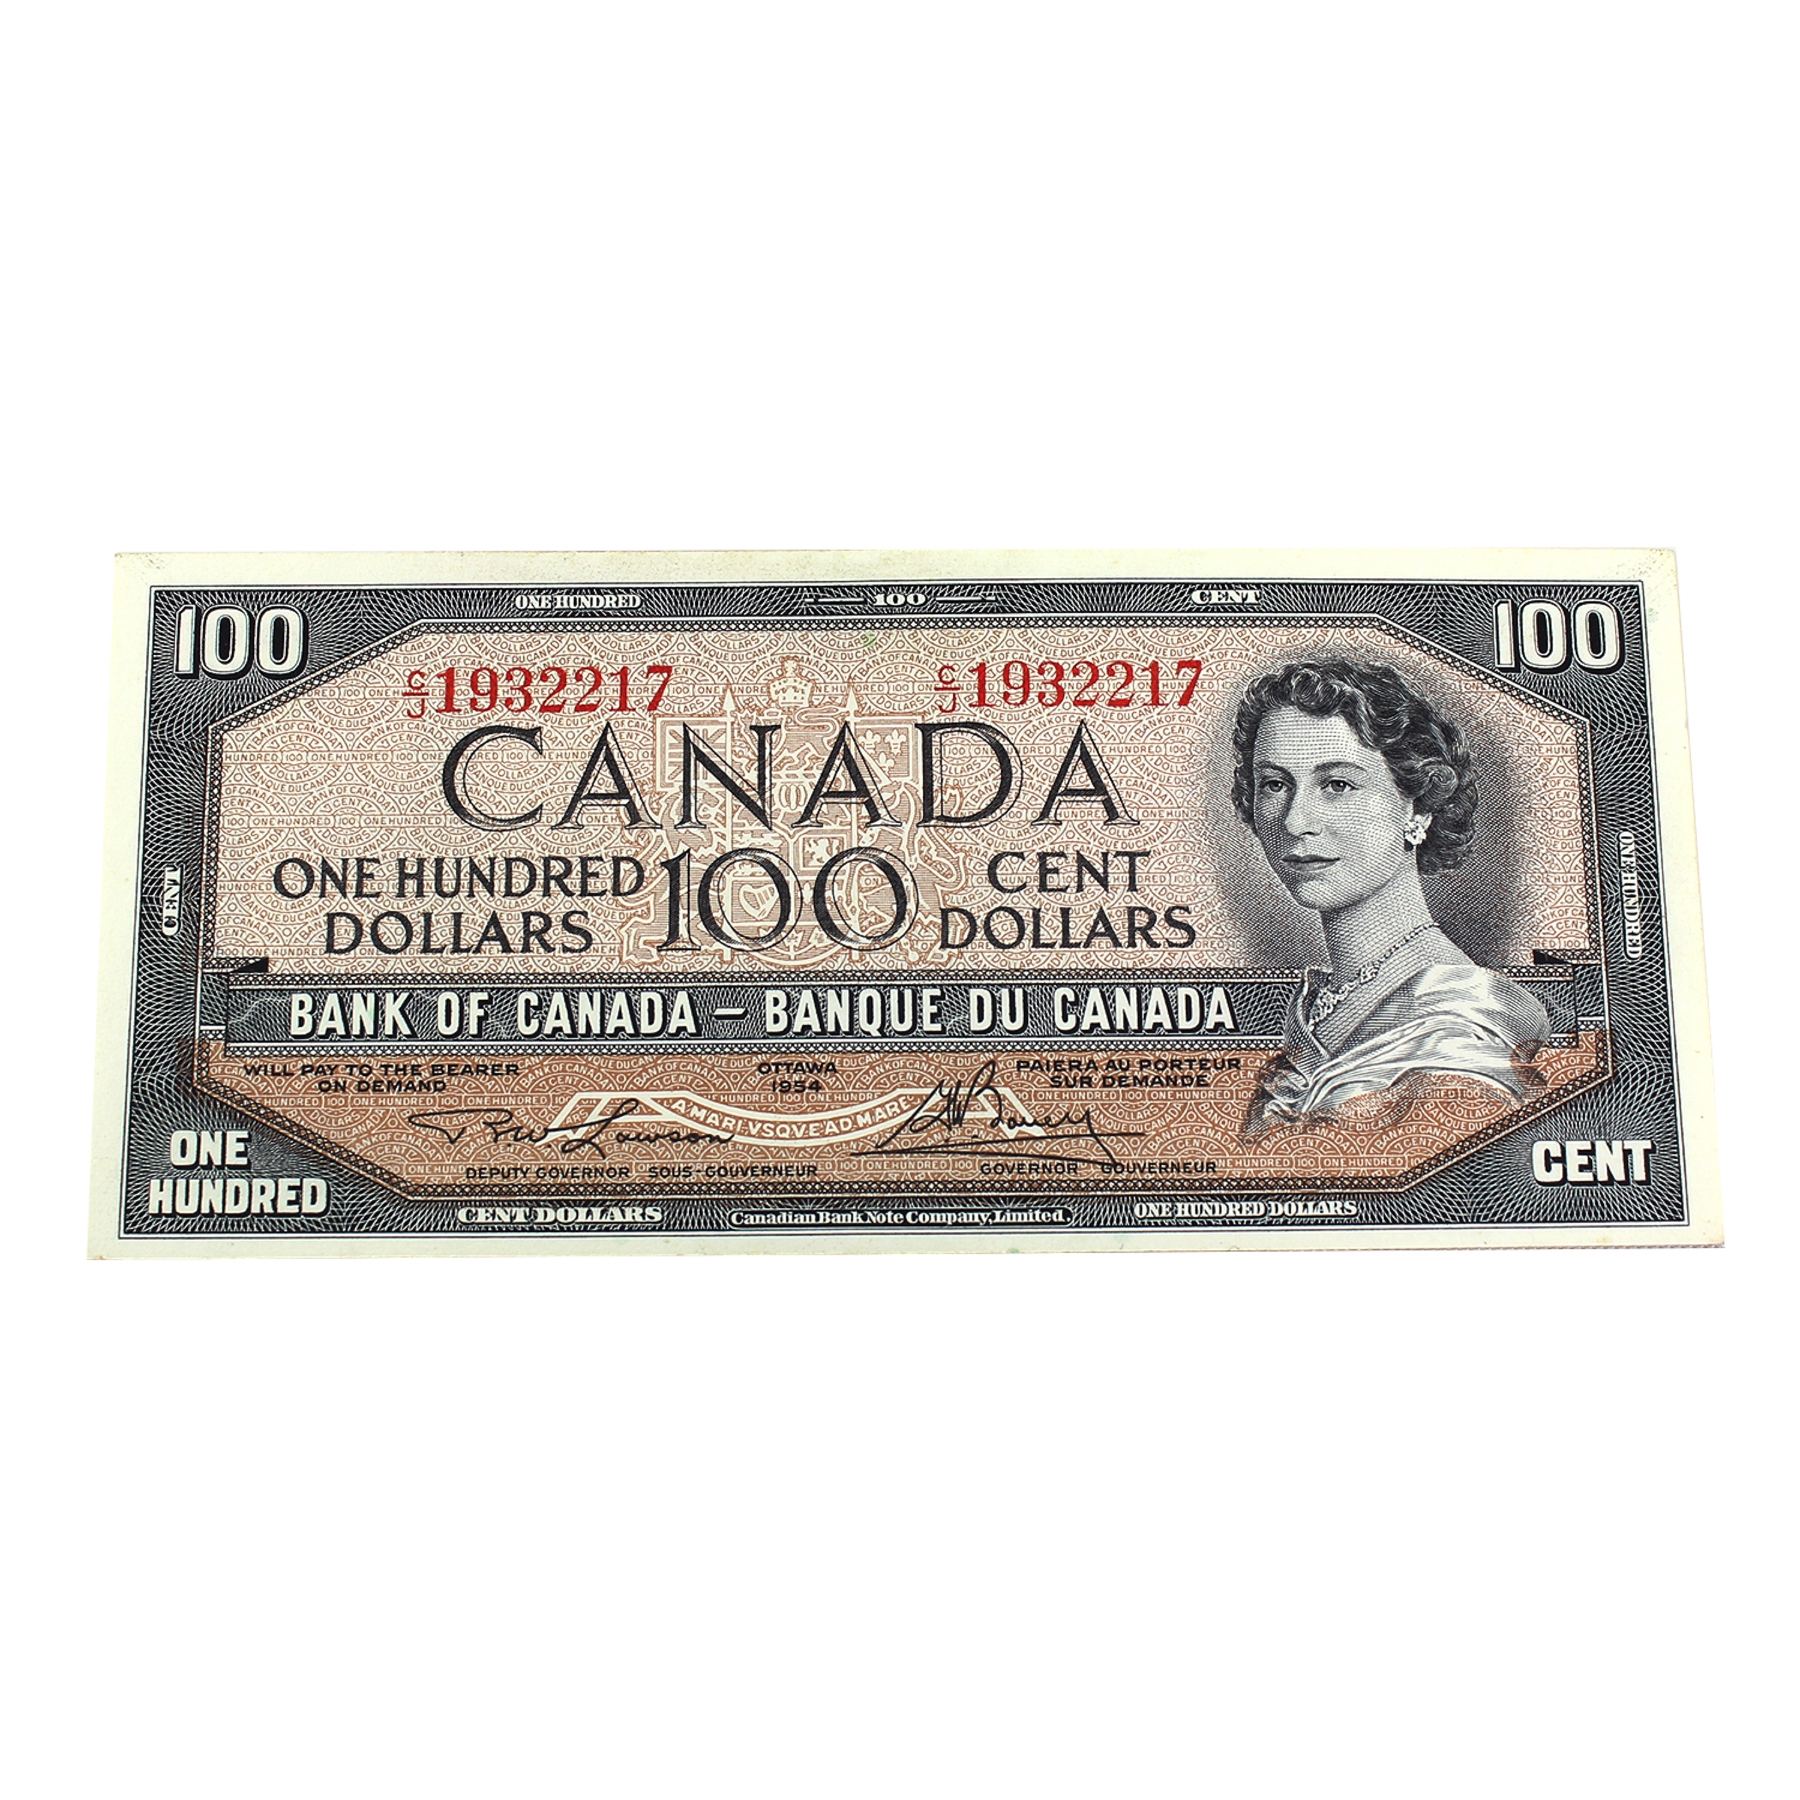 ONE HUNDRED 100 CENT
100 100
C/J 1932217 C/J 1932217
CANADA
ONE HUNDRED DOLLARS 100 CENT DOLLARS
CENT
ONE HUNDRED
BANK OF CANADA – BANQUE DU CANADA
WILL PAY TO THE BEARER ON DEMAND
OTTAWA
1954
PAIERA AU PORTEUR SUR DEMANDE
A·MARI·VSQVE·AD·MARE
DEPUTY GOVERNOR SOUS-GOUVERNEUR
GOVERNOR GOUVERNEUR
ONE HUNDRED
CENT
CENT DOLLARS Canadian Bank Note Company, Limited. ONE HUNDRED DOLLARS